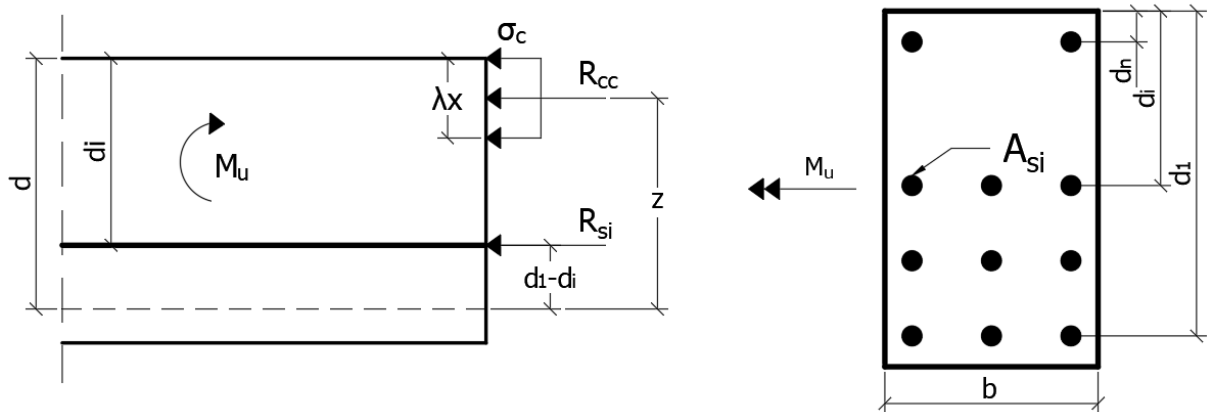 σc
Rcc
λx
di
Mu
d
z
Rsi
d1-di
dn
di
Asi
d1
Mu
b